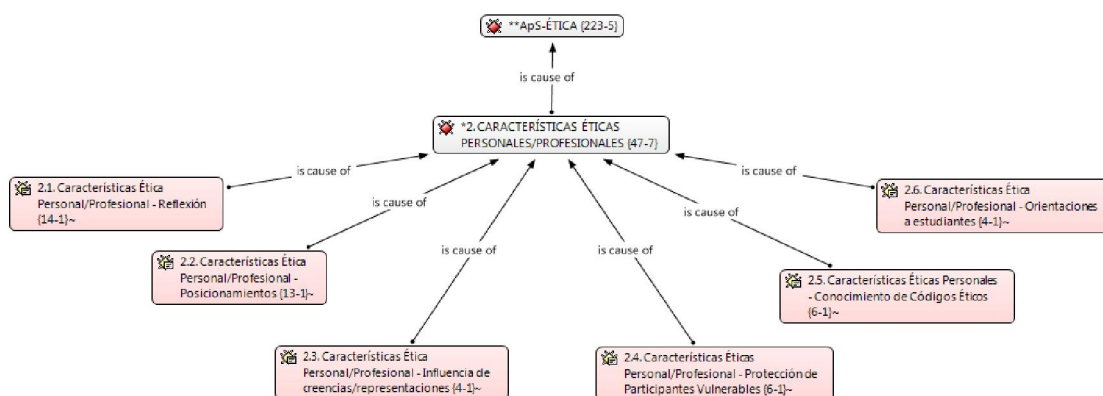 **ApS-ÉTICA {223-5}
is cause of
*2. CARACTERÍSTICAS ÉTICAS
PERSONALES/PROFESIONALES {47-7}
is cause of
is cause of
is cause of
is cause of
is cause of
is cause of
2.1. Características Ética
Personal/Profesional - Reflexión
{14-1}~
2.6. Características Ética
Personal/Profesional - Orientaciones
a estudiantes {4-1}~
2.2. Características Ética
Personal/Profesional -
Posicionamientos {13-1}~
2.5. Características Éticas Personales
- Conocimiento de Códigos Éticos
{6-1}~
2.3. Características Ética
Personal/Profesional - Influencia de
creencias/representaciones {4-1}~
2.4. Características Éticas
Personal/Profesional - Protección de
Participantes Vulnerables {6-1}~